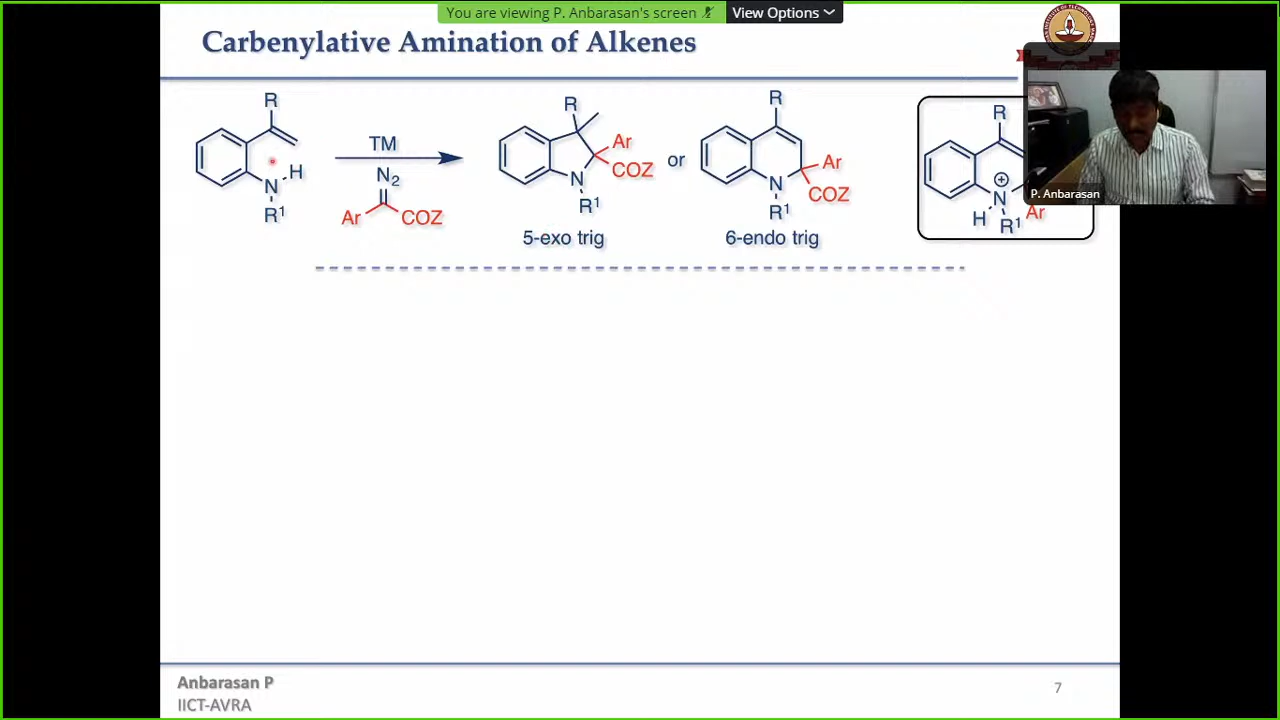 You are viewing P. Anbarasan's screen
View Options
Carbenylative Amination of Alkenes
R
H
N
R¹
TM
N₂
Ar
COZ
R
Ar
COZ
N
R¹
5-exo trig
or
R
Ar
N
COZ
R¹
6-endo trig
R
+
N
H
R¹
Ar
P. Anbarasan
Anbarasan P
IICT-AVRA
7